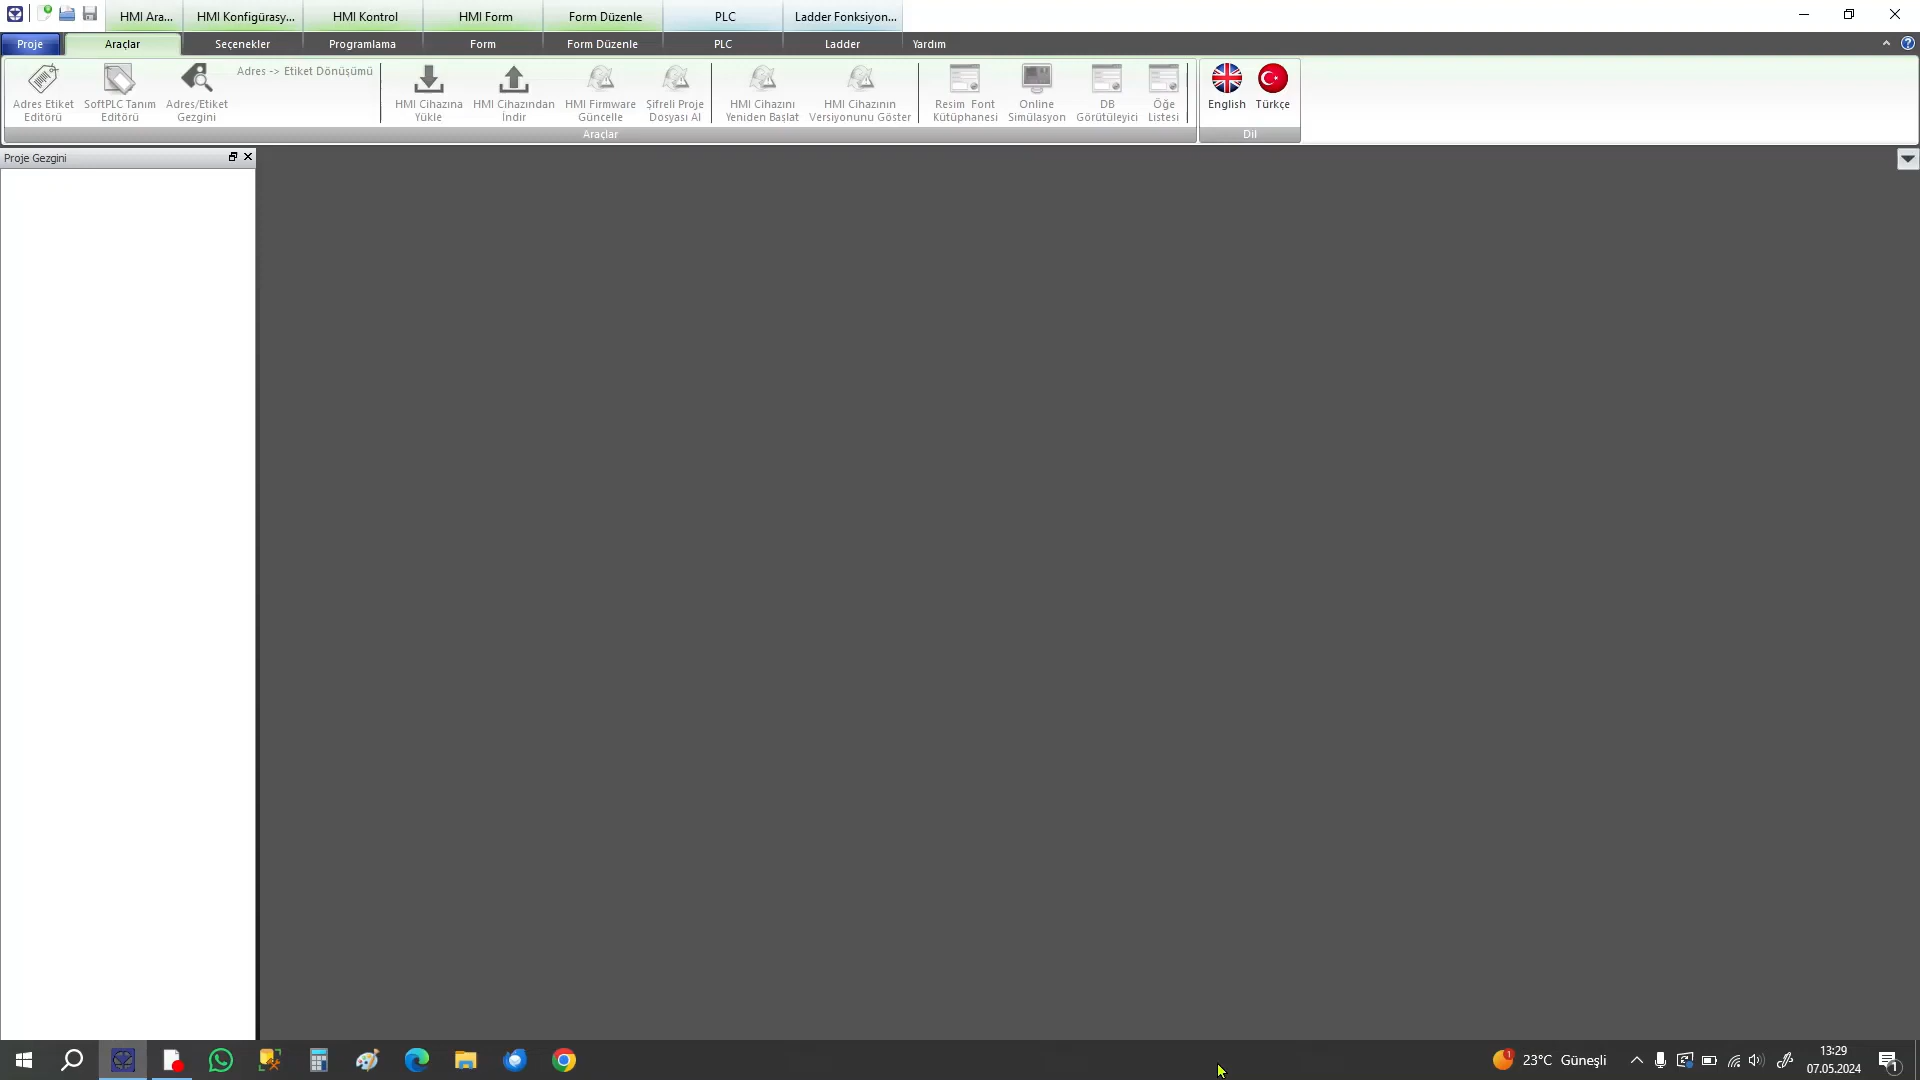 HMI Ara...
HMI Konfigürasy...
HMI Kontrol
HMI Form
Form Düzenle
PLC
Ladder Fonksiyon...
Proje
Araçlar
Seçenekler
Programlama
Form
Form Düzenle
PLC
Ladder
Yardım
Adres Etiket
Editörü
SoftPLC Tanım
Editörü
Adres/Etiket
Gezgini
Adres -> Etiket Dönüşümü
HMI Cihazına
Yükle
HMI Cihazından
İndir
HMI Firmware
Güncelle
Şifreli Proje
Dosyası Al
HMI Cihazını
Yeniden Başlat
HMI Cihazının
Versiyonunu Göster
Resim Font
Kütüphanesi
Online
Simülasyon
DB
Görütüleyici
Öğe
Listesi
English
Türkçe
Araçlar
Dil
Proje Gezgini
1
23°C Güneşli
13:29
07.05.2024
1